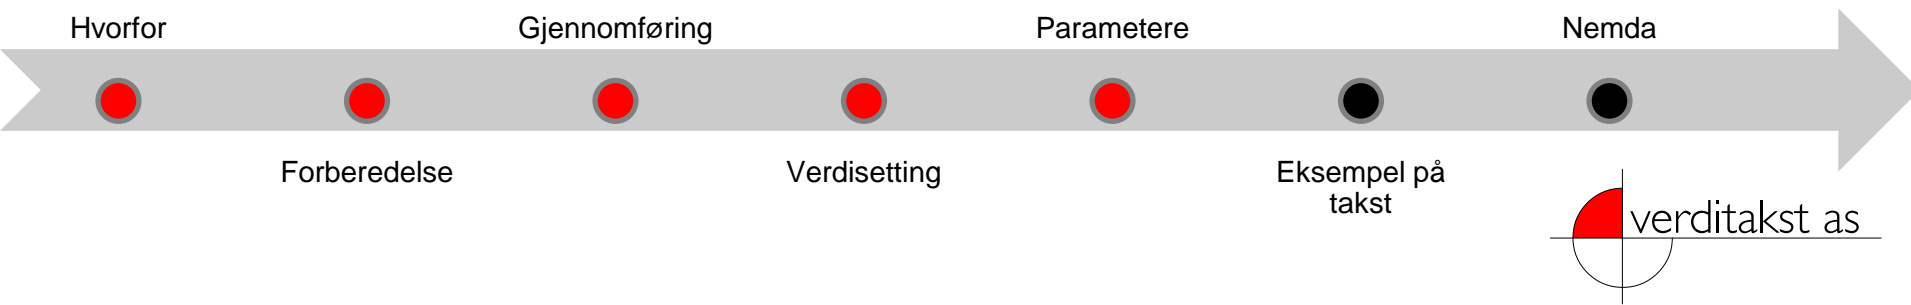 Hvorfor
Gjennomføring
Parametere
Nemda
Forberedelse
Verdisetting
Eksempel på
takst
verditakst as